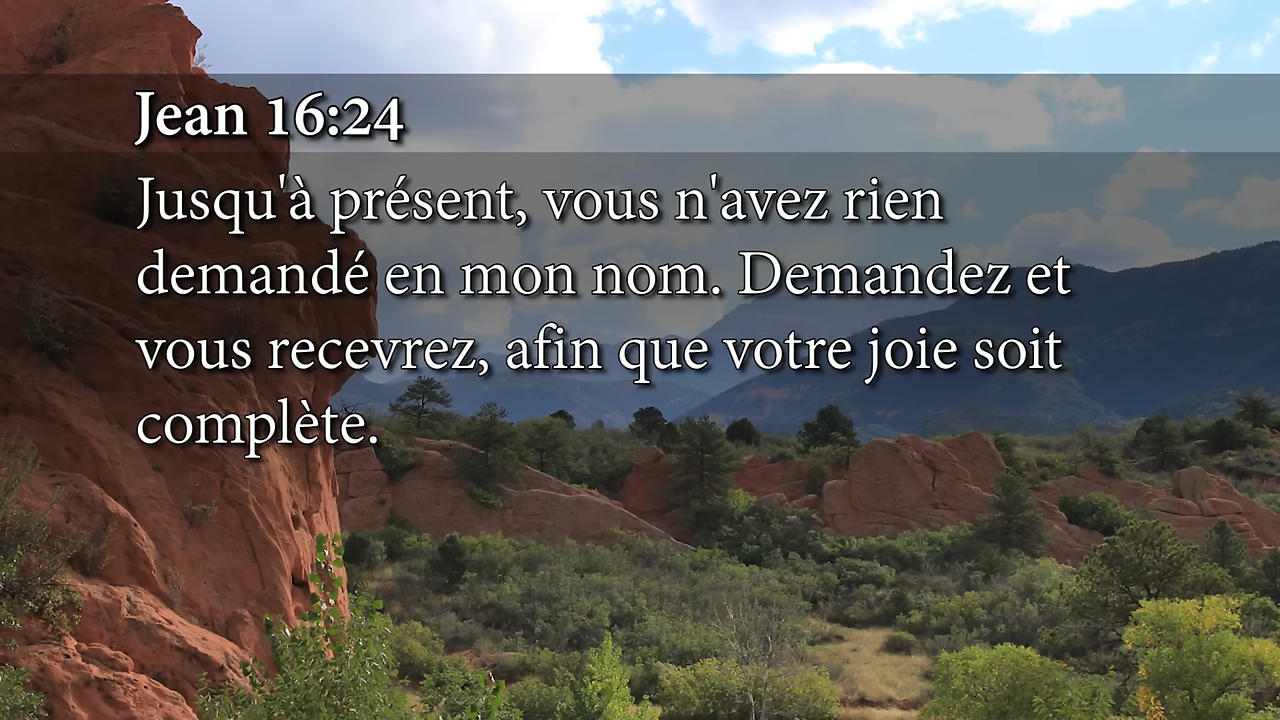 Jean 16:24
Jusqu'à présent, vous n'avez rien
demandé en mon nom. Demandez et
vous recevrez, afin que votre joie soit
complète.